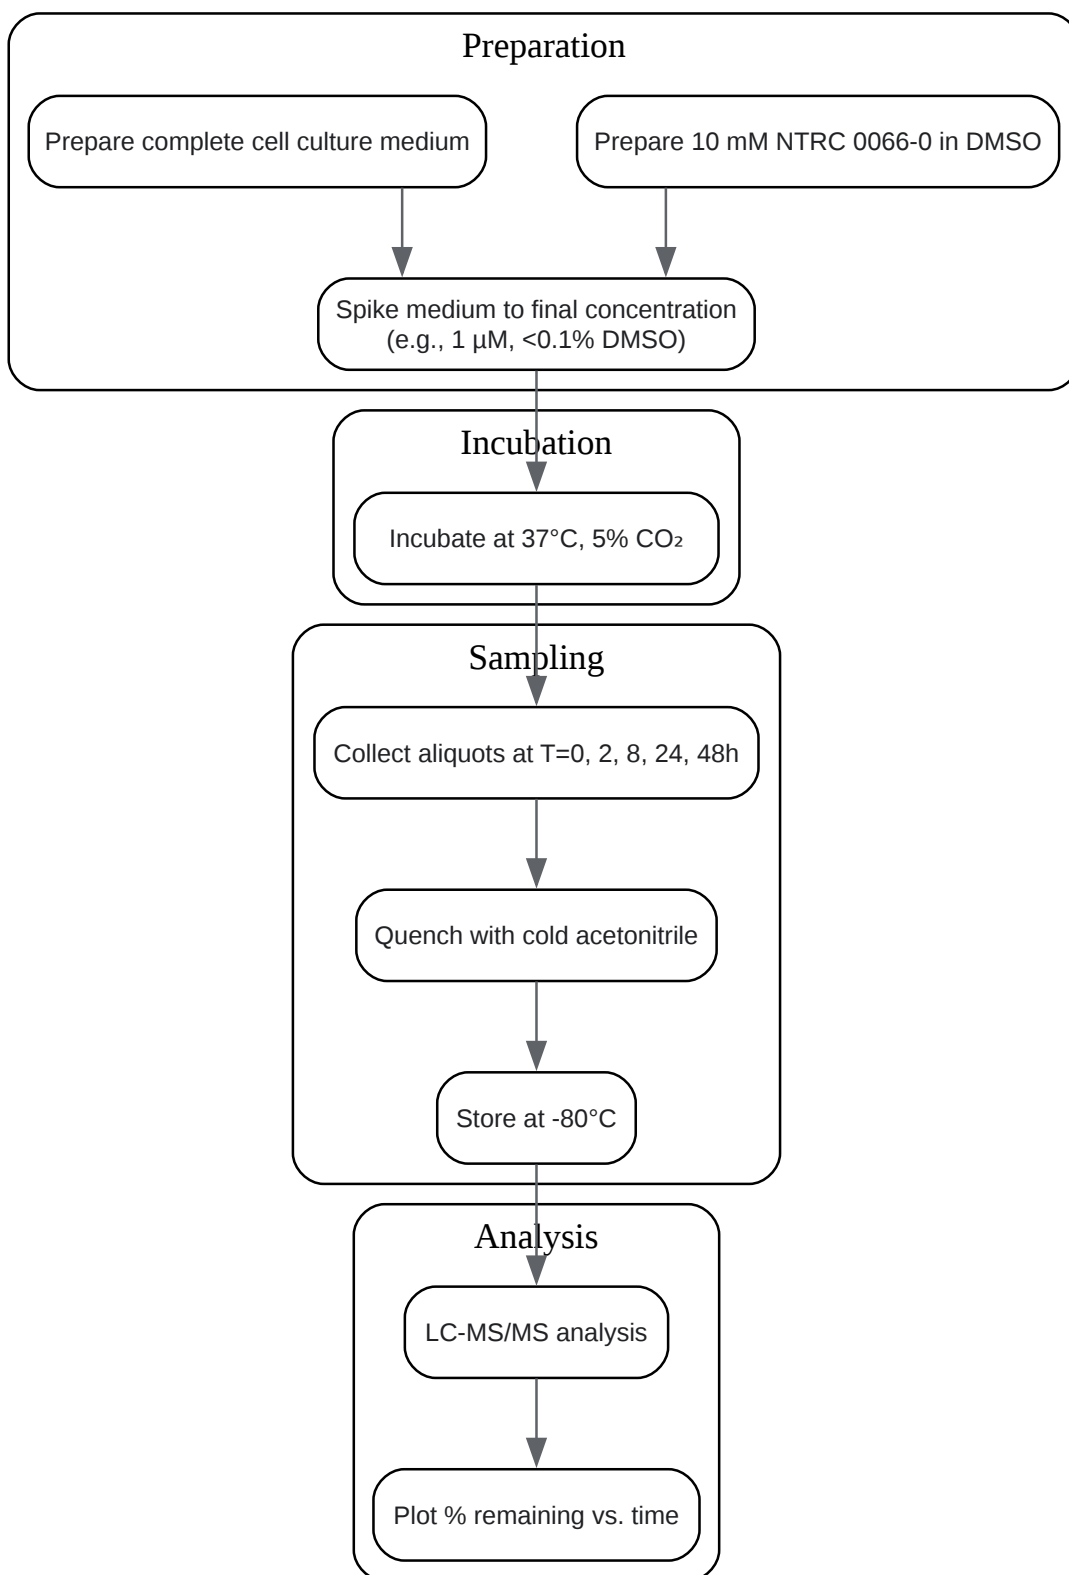 Preparation
Prepare complete cell culture medium
Prepare 10 mM NTRC 0066-0 in DMSO
Spike medium to final concentration
(e.g., 1 µM, <0.1% DMSO)
Incubation
Incubate at 37°C, 5% CO₂
Sampling
Collect aliquots at T=0, 2, 8, 24, 48h
Quench with cold acetonitrile
Store at -80°C
Analysis
LC-MS/MS analysis
Plot % remaining vs. time